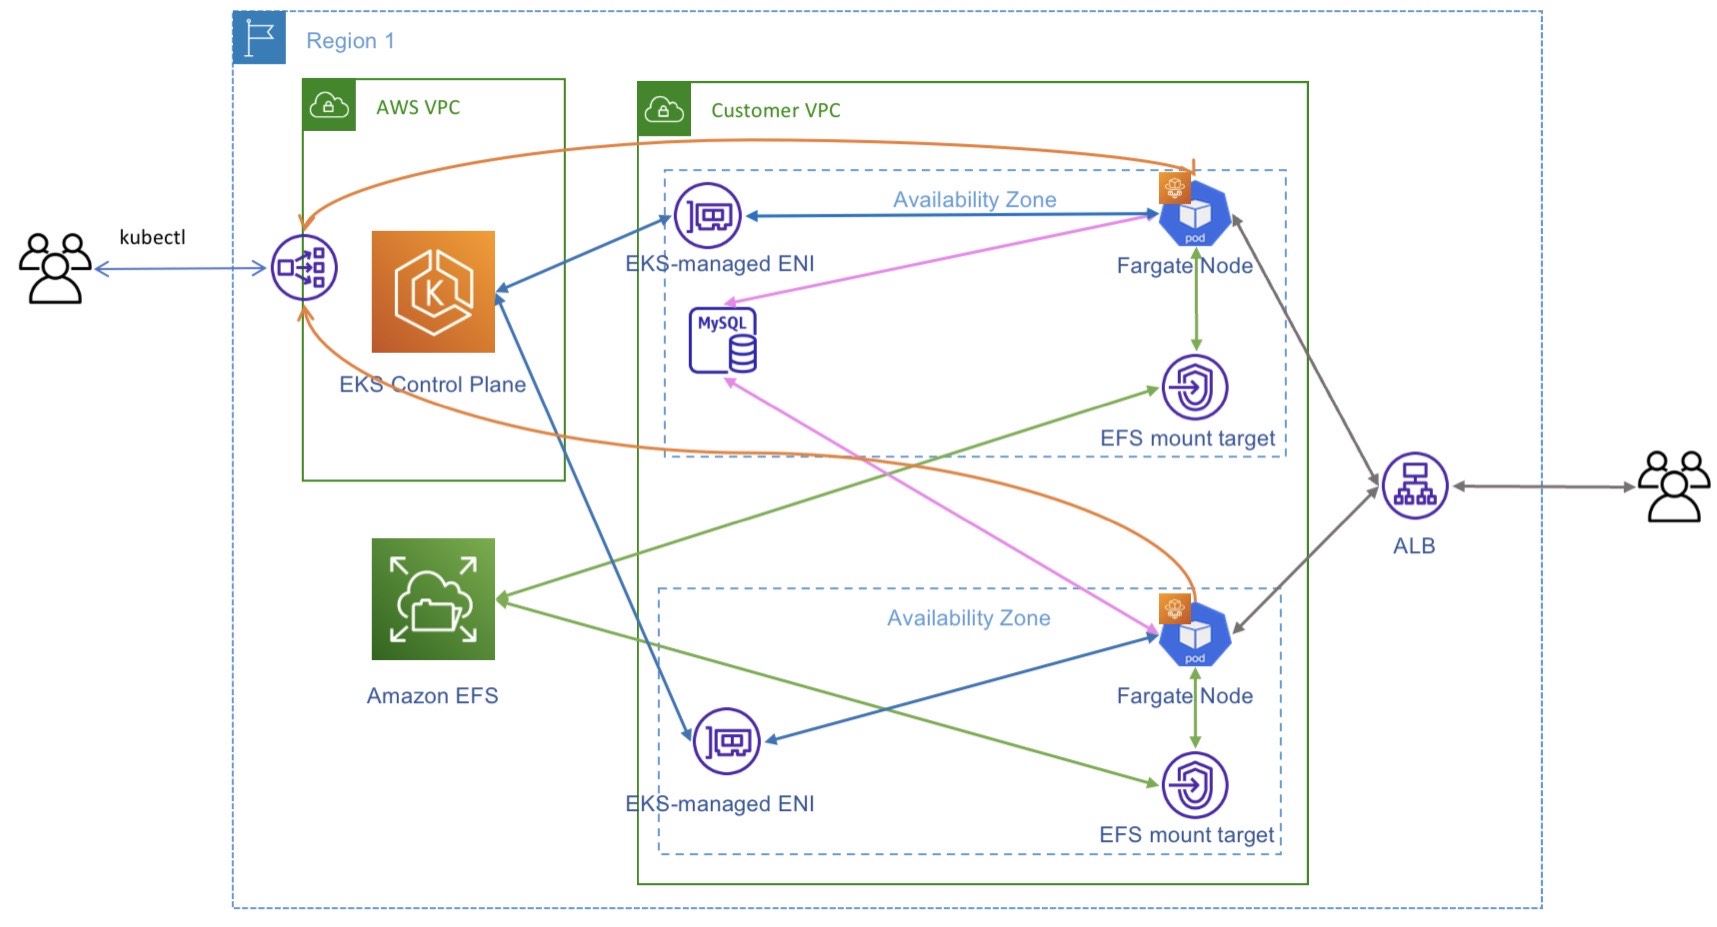 Region 1
AWS VPC
Customer VPC
Availability Zone
kubectl
pod
EKS-managed ENI
Fargate Node
MySQL
K
EKS Control Plane
EFS mount target
ALB
Availability Zone
pod
Amazon EFS
Fargate Node
EKS-managed ENI
EFS mount target